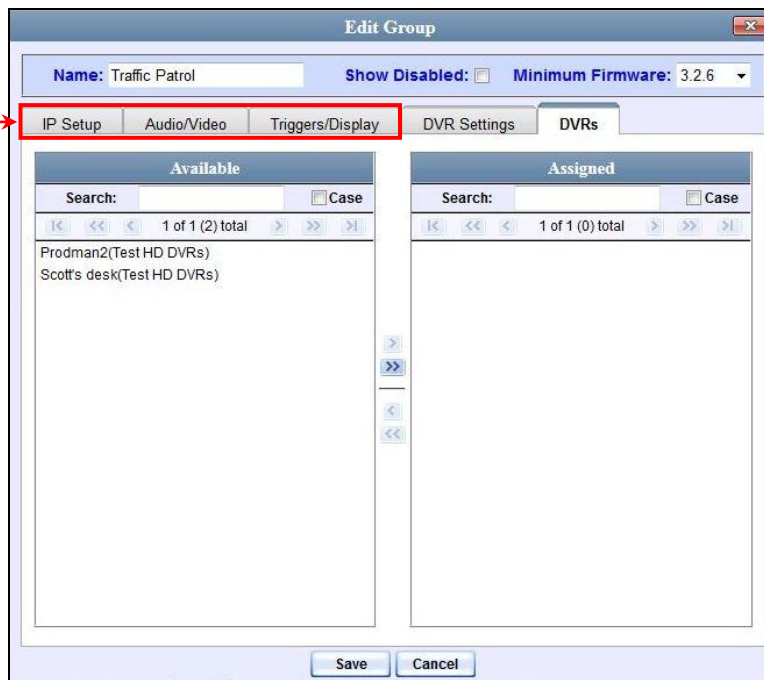 Edit Group
Name: Traffic Patrol Show Disabled: Minimum Firmware: 3.2.6
IP Setup Audio/Video Triggers/Display DVR Settings DVRs
Available
Search: Case
1 of 1 (2) total
Prodman2(Test HD DVRs)
Scott's desk(Test HD DVRs)
Assigned
Search: Case
1 of 1 (0) total
Save Cancel